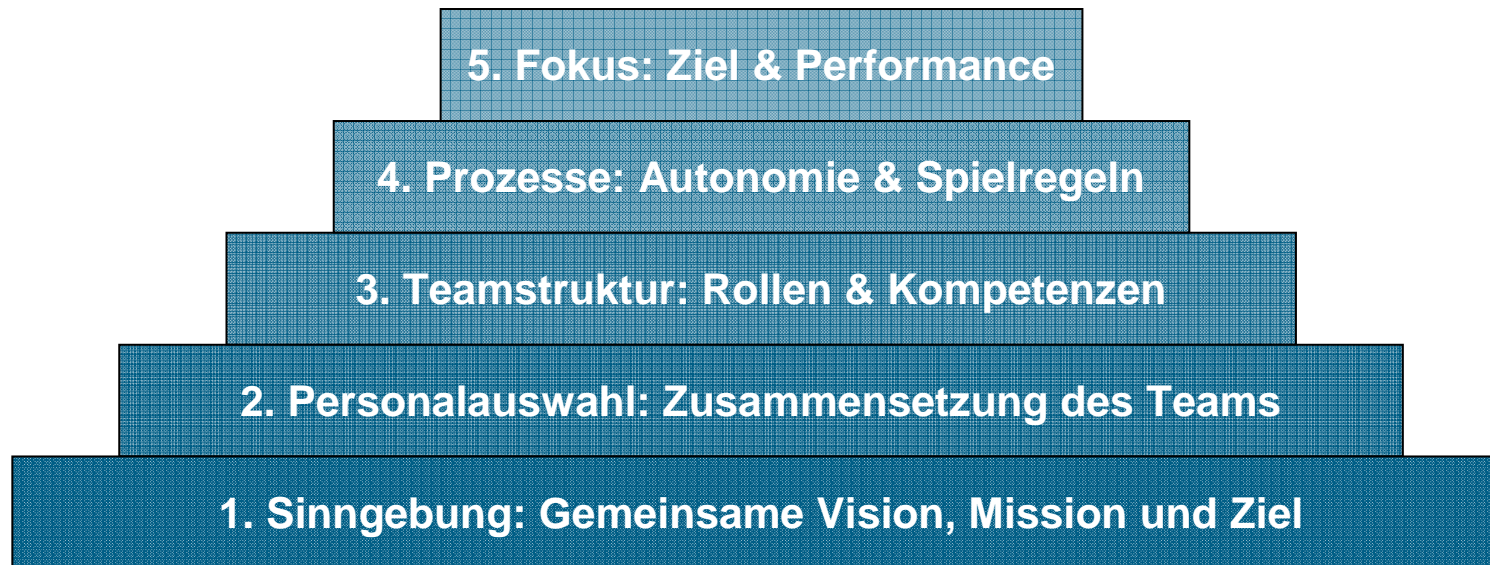 5. Fokus: Ziel & Performance
4. Prozesse: Autonomie & Spielregeln
3. Teamstruktur: Rollen & Kompetenzen
2. Personalauswahl: Zusammensetzung des Teams
1. Sinngebung: Gemeinsame Vision, Mission und Ziel